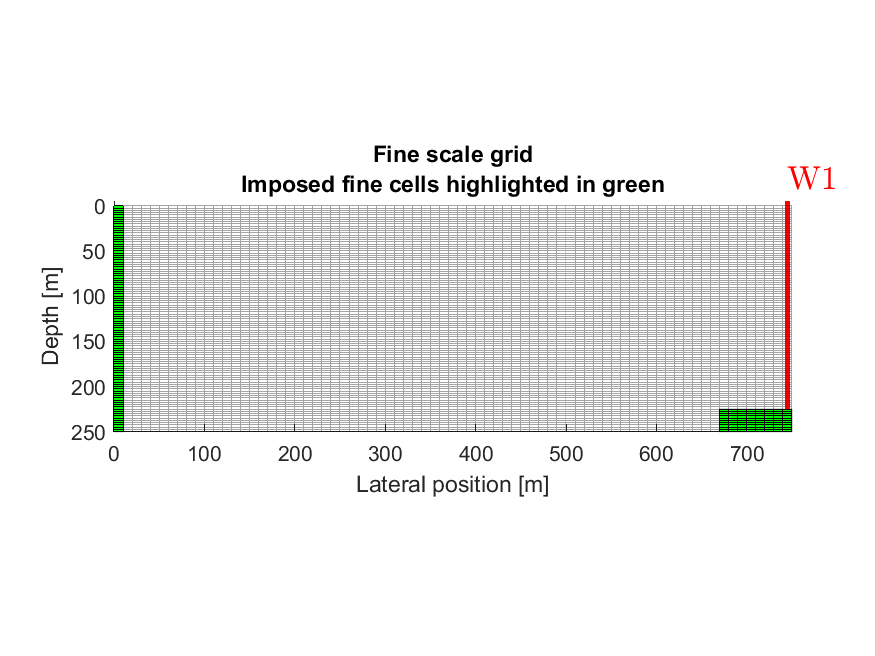 Fine scale grid
Imposed fine cells highlighted in green
W1
0
50
100
150
200
250
Depth [m]
0 100 200 300 400 500 600 700
Lateral position [m]